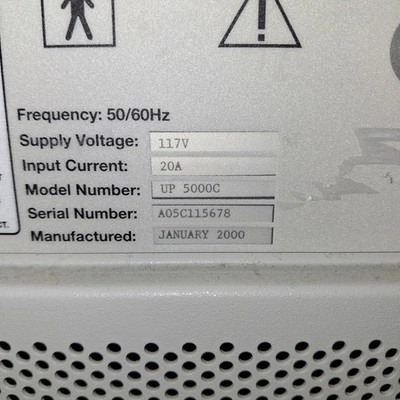 Frequency: 50/60Hz
Supply Voltage: 117V
Input Current: 20A
Model Number: UP 5000C
Serial Number: A05C115678
Manufactured: JANUARY 2000